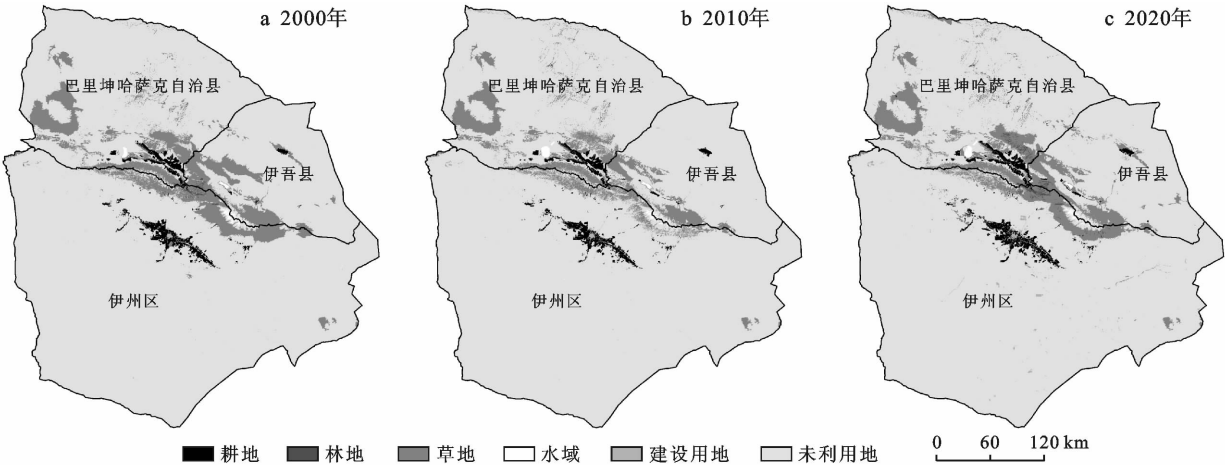 a 2000年
b 2010年
c 2020年
巴里坤哈萨克自治县
巴里坤哈萨克自治县
巴里坤哈萨克自治县
伊吾县
伊吾县
伊吾县
伊州区
伊州区
伊州区
耕地 林地 草地 水域 建设用地 未利用地
0 60 120 km